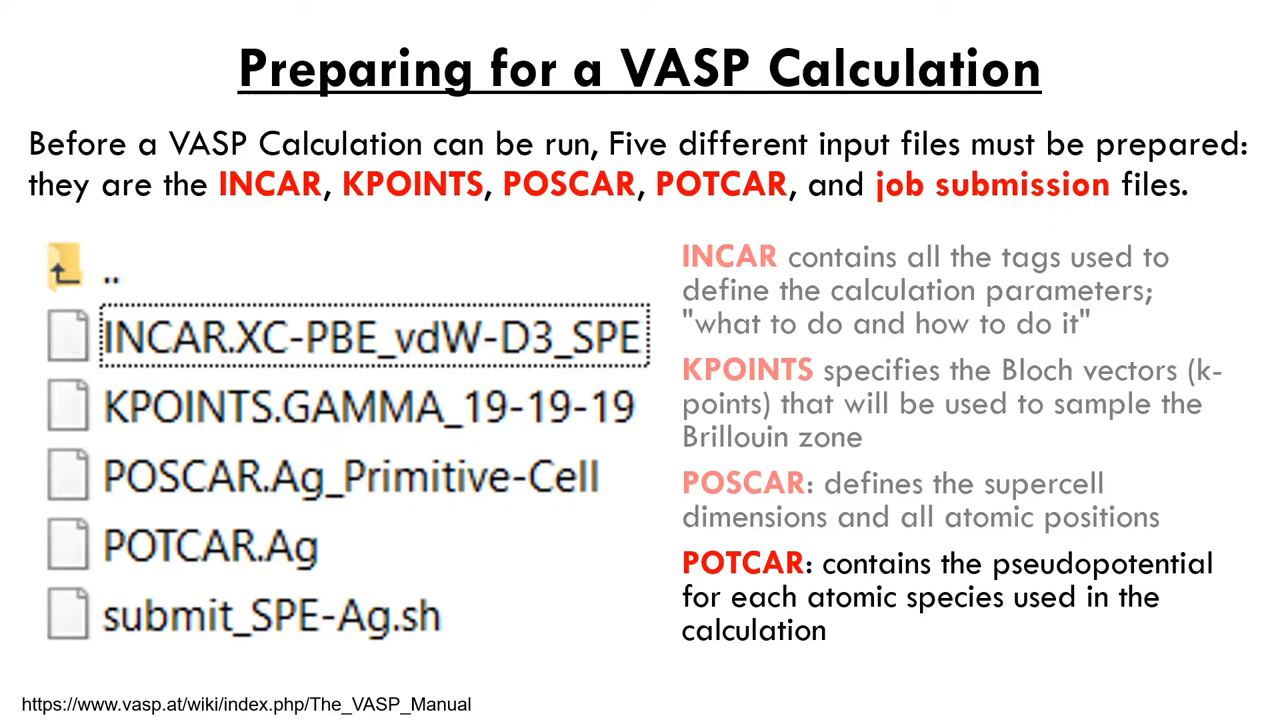 Preparing for a VASP Calculation
Before a VASP Calculation can be run, Five different input files must be prepared:
they are the INCAR, KPOINTS, POSCAR, POTCAR, and job submission files.
..
INCAR.XC-PBE_vdW-D3_SPE
KPOINTS.GAMMA_19-19-19
POSCAR.Ag_Primitive-Cell
POTCAR.Ag
submit_SPE-Ag.sh
INCAR contains all the tags used to
define the calculation parameters;
"what to do and how to do it"
KPOINTS specifies the Bloch vectors (k-
points) that will be used to sample the
Brillouin zone
POSCAR: defines the supercell
dimensions and all atomic positions
POTCAR: contains the pseudopotential
for each atomic species used in the
calculation
https://www.vasp.at/wiki/index.php/The_VASP_Manual